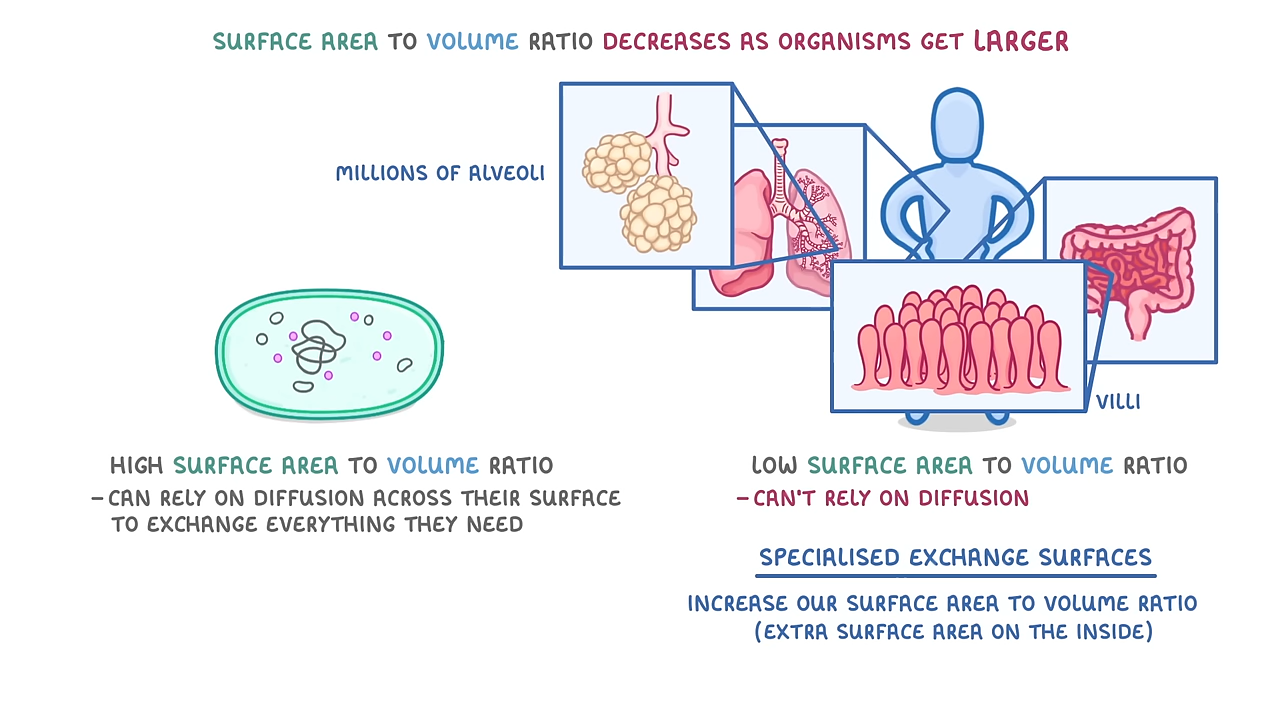 SURFACE AREA TO VOLUME RATIO DECREASES AS ORGANISMS GET LARGER
MILLIONS OF ALVEOLI
VILLI
HIGH SURFACE AREA TO VOLUME RATIO
– CAN RELY ON DIFFUSION ACROSS THEIR SURFACE
TO EXCHANGE EVERYTHING THEY NEED
LOW SURFACE AREA TO VOLUME RATIO
– CAN'T RELY ON DIFFUSION
SPECIALISED EXCHANGE SURFACES
INCREASE OUR SURFACE AREA TO VOLUME RATIO
(EXTRA SURFACE AREA ON THE INSIDE)